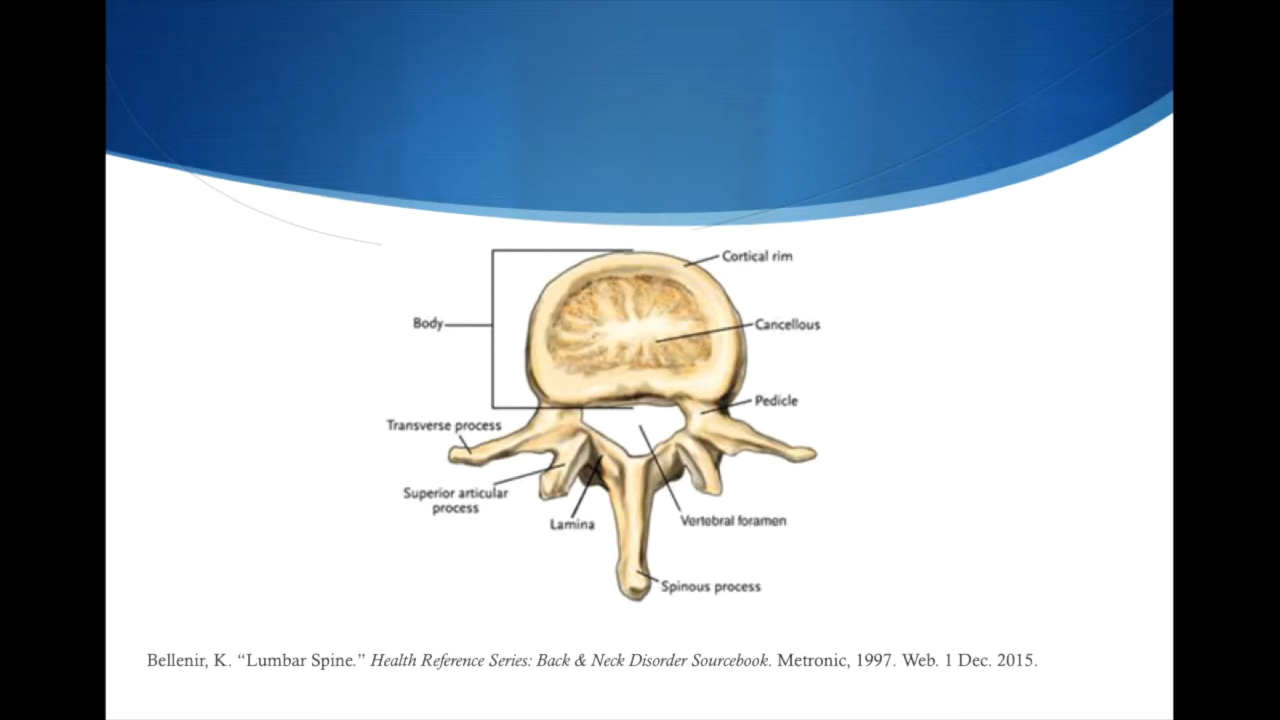 Cortical rim
Body
Cancellous
Pedicle
Transverse process
Superior articular
process
Lamina
Vertebral foramen
Spinous process
Bellenir, K. “Lumbar Spine.” Health Reference Series: Back & Neck Disorder Sourcebook. Metronic, 1997. Web. 1 Dec. 2015.